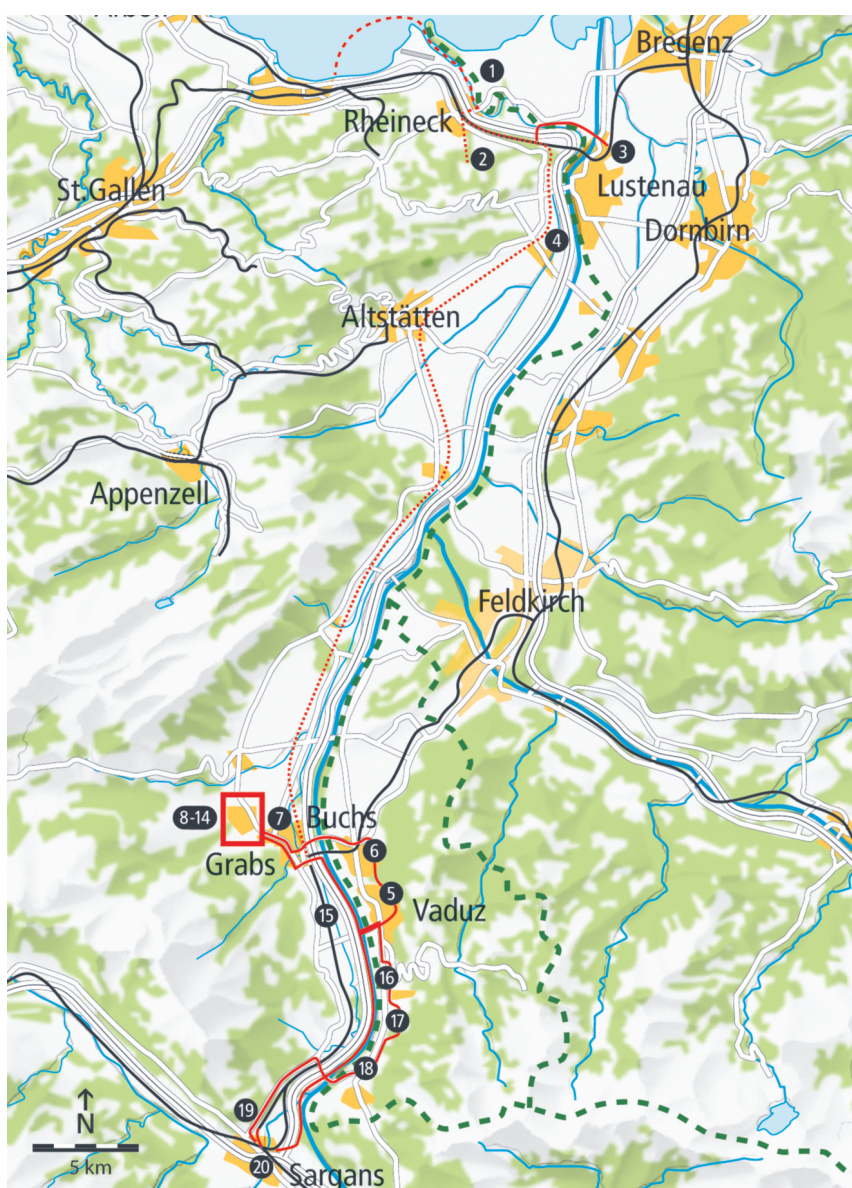 Bregenz
1
Rheineck
2
3
St.Gallen
Lustenau
4
Dornbirn
Altstätten
Appenzell
Feldkirch
8-14
7
Buchs
Grabs
6
5
Vaduz
15
16
17
18
19
N
5 km
20
Sargans